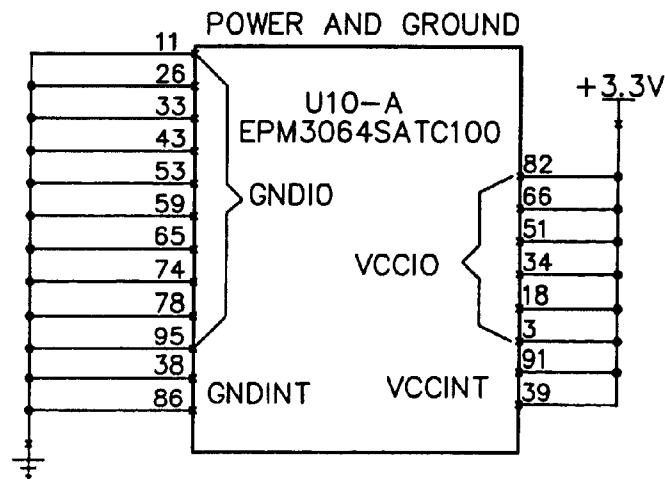 POWER AND GROUND
11
26
33
43
53
59
65
74
78
95
38
86
U10-A
EPM3064SATC100
GNDIO
GNDINT
VCCIO
VCCINT
+3.3V
82
66
51
34
18
3
91
39